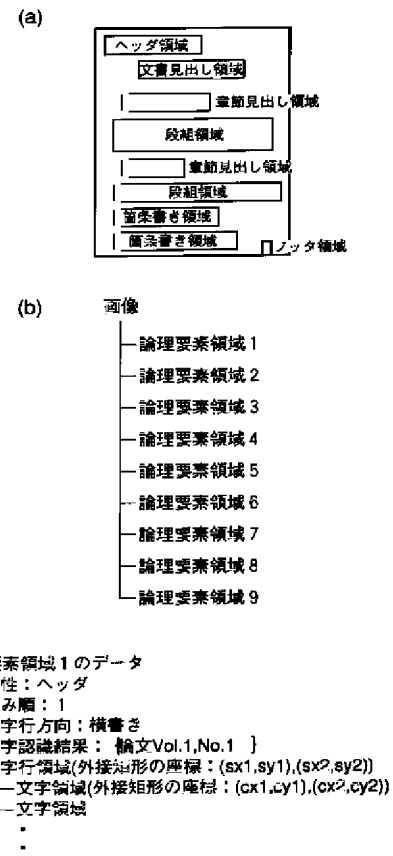 (a)
ヘッダ領域
文書見出し領域
章節見出し領域
段組領域
章節見出し領域
段組領域
箇条書き領域
箇条書き領域
ノッタ領域
(b)
画像
論理要素領域1
論理要素領域2
論理要素領域3
論理要素領域4
論理要素領域5
論理要素領域6
論理要素領域7
論理要素領域8
論理要素領域9
要素領域1のデータ
性：ヘッダ
み順：1
字行方向：横書き
字認識結果： 論文Vol.1,No.1 }
字行領域(外接矩形の座標：(sx1,sy1),(sx2,sy2))
—文字領域(外接矩形の座標：(cx1,cy1),(cx2,cy2))
—文字領域